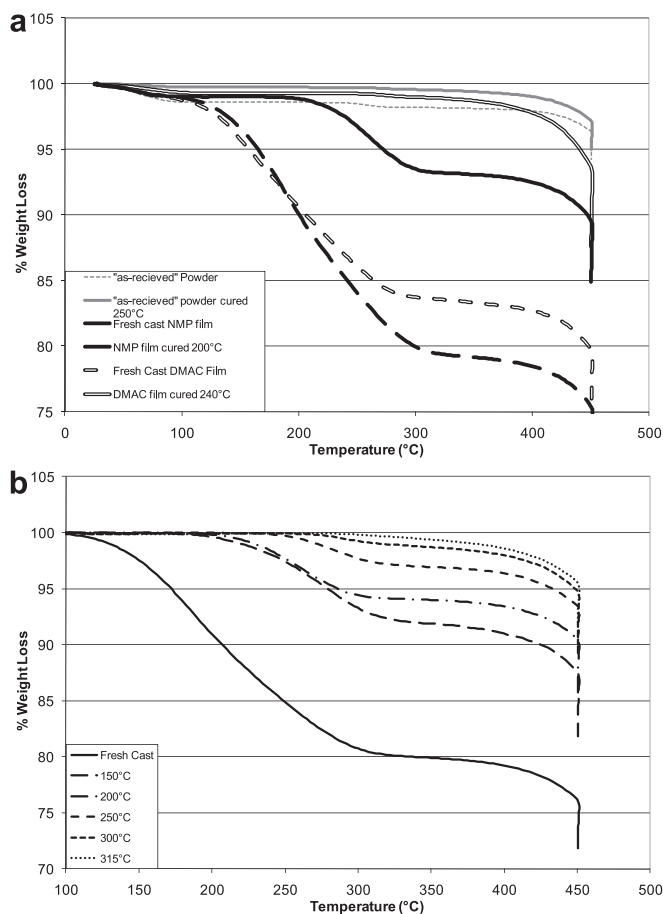 a
105
100
95
90
85
80
75
% Weight Loss
"as-recieved" Powder
"as-recieved" powder cured
250°C
Fresh cast NMP film
NMP film cured 200°C
Fresh Cast DMAC Film
DMAC film cured 240°C
0 100 200 300 400 500
Temperature (°C)
b
105
100
95
90
85
80
75
70
% Weight Loss
Fresh Cast
150°C
200°C
250°C
300°C
315°C
100 150 200 250 300 350 400 450 500
Temperature (°C)